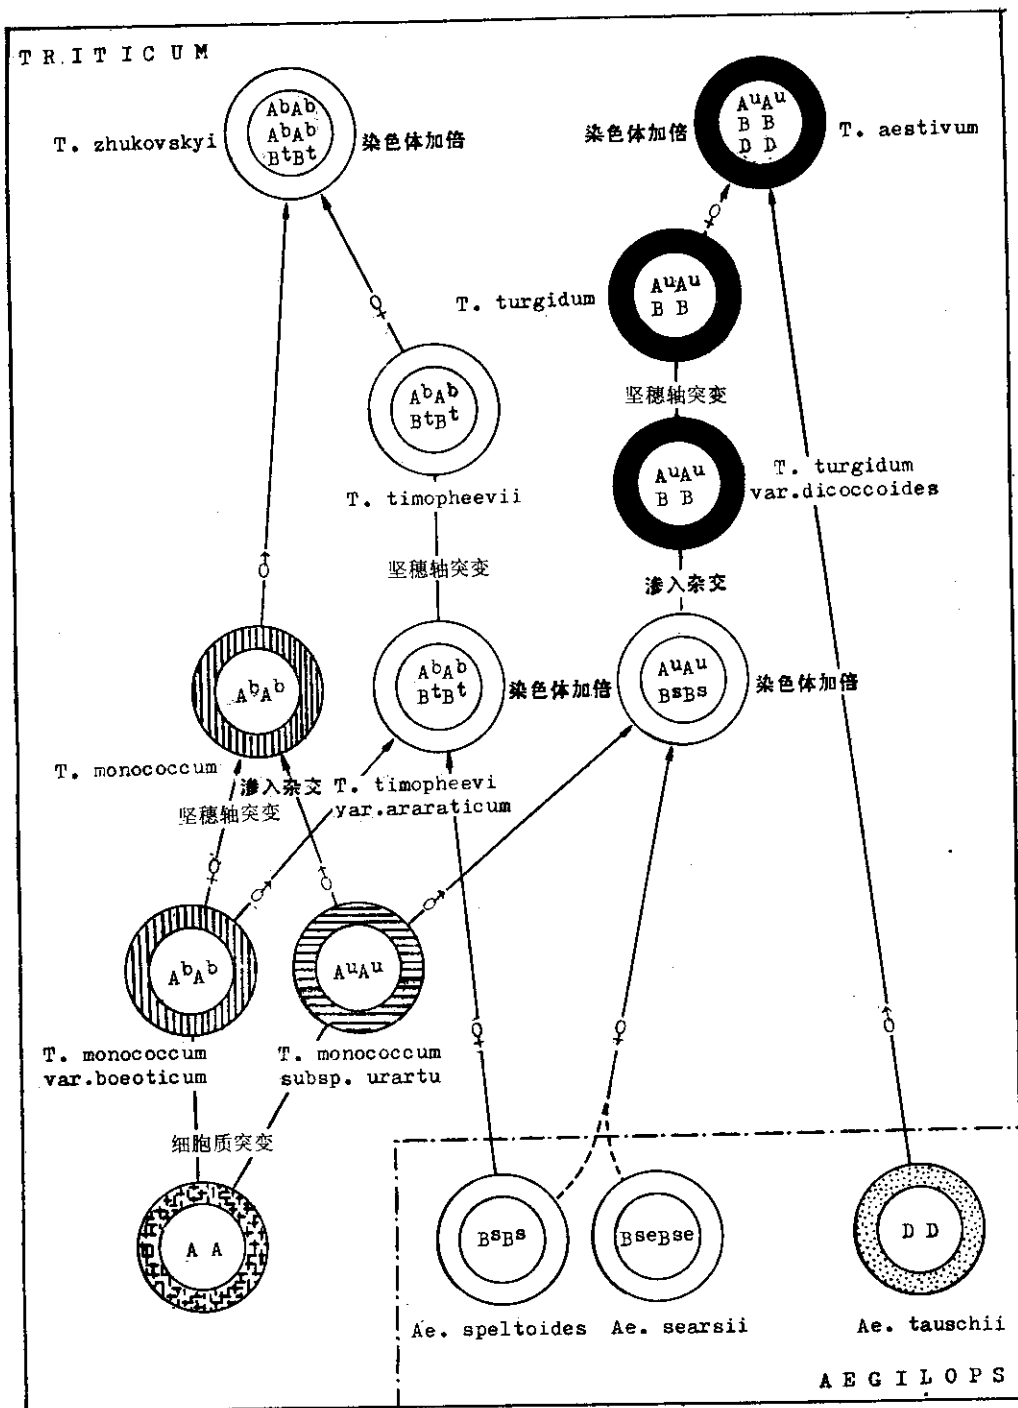 TRITICUM
AbAb
AbAb
BtBt
T. zhukovskyi
染色体加倍
AuAu
B B
D D
染色体加倍
T. aestivum
♀
T. turgidum
AuAu
B B
♀
坚穗轴突变
AbAb
BtBt
T. timopheevii
AuAu
B B
T. turgidum
var.dicoccoides
坚穗轴突变
渗入杂交
♂
AbAb
T. monococcum
AbAb
BtBt
染色体加倍
T. timopheevi
var.araraticum
AuAu
BsBs
染色体加倍
渗入杂交
坚穗轴突变
♀
♂
♂
♂
AbAb
T. monococcum
var.boeoticum
AuAu
T. monococcum
subsp. urartu
♀
♀
♂
细胞质突变
A A
BsBs
Ae. speltoides
BseBse
Ae. searsii
D D
Ae. tauschii
AEGILOPS